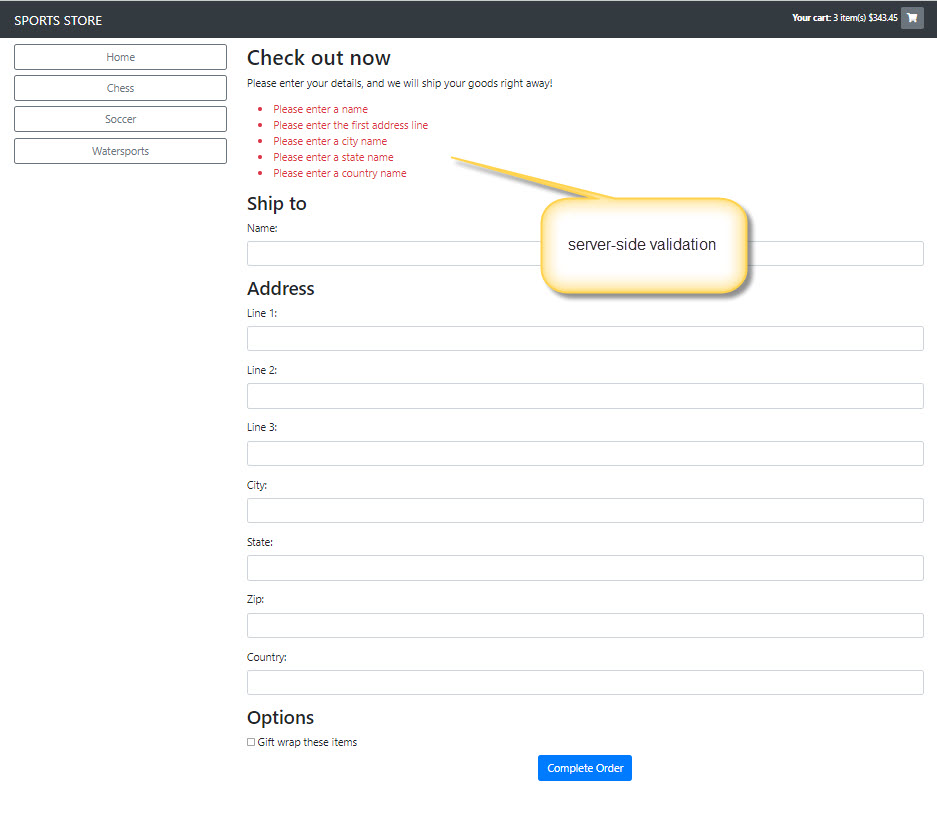 SPORTS STORE
Your cart: 3 item(s) $343.45
Home
Chess
Soccer
Watersports
Check out now
Please enter your details, and we will ship your goods right away!
Please enter a name
Please enter the first address line
Please enter a city name
Please enter a state name
Please enter a country name
server-side validation
Ship to
Name:
Address
Line 1:
Line 2:
Line 3:
City:
State:
Zip:
Country:
Options
Gift wrap these items
Complete Order